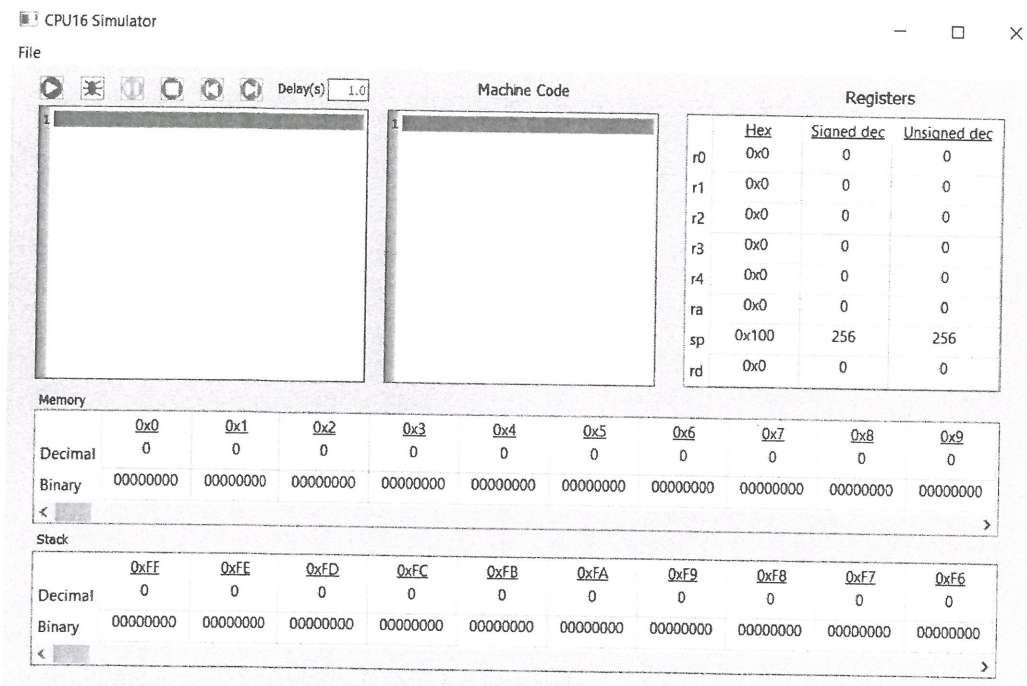 CPU16 Simulator
File
Delay(s) 1.0
Machine Code
Registers
1
1
Hex Signed dec Unsigned dec
r0 0x0 0 0
r1 0x0 0 0
r2 0x0 0 0
r3 0x0 0 0
r4 0x0 0 0
ra 0x0 0 0
sp 0x100 256 256
rd 0x0 0 0
Memory
0x0 0x1 0x2 0x3 0x4 0x5 0x6 0x7 0x8 0x9
Decimal 0 0 0 0 0 0 0 0 0 0
Binary 00000000 00000000 00000000 00000000 00000000 00000000 00000000 00000000 00000000 00000000
Stack
0xFF 0xFE 0xFD 0xFC 0xFB 0xFA 0xF9 0xF8 0xF7 0xF6
Decimal 0 0 0 0 0 0 0 0 0 0
Binary 00000000 00000000 00000000 00000000 00000000 00000000 00000000 00000000 00000000 00000000